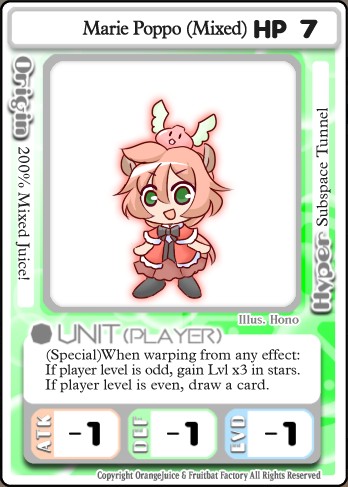 Marie Poppo (Mixed) HP 7
Origin
200% Mixed Juice!
Hyper Subspace Tunnel
Illus. Hono
UNIT(PLAYER)
(Special)When warping from any effect:
If player level is odd, gain Lvl x3 in stars.
If player level is even, draw a card.
ATK -1 DEF -1 EVD -1
Copyright OrangeJuice & Fruitbat Factory All Rights Reserved